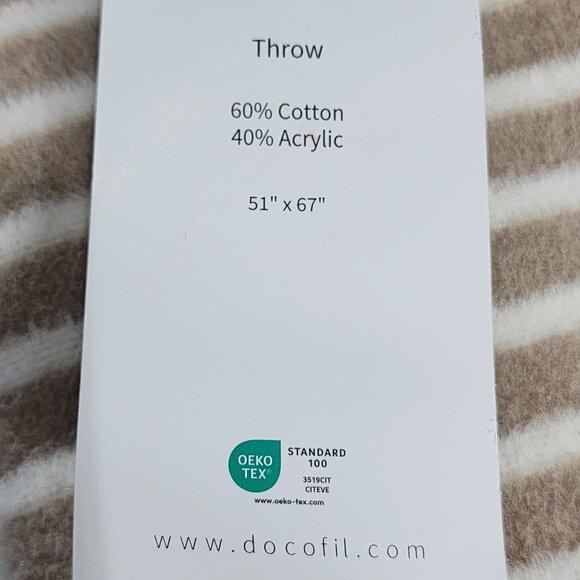 Throw
60% Cotton
40% Acrylic
51" x 67"
OEKO
TEX®
STANDARD
100
3519CIT
CITEVE
www.oeko-tex.com
www.docofil.com